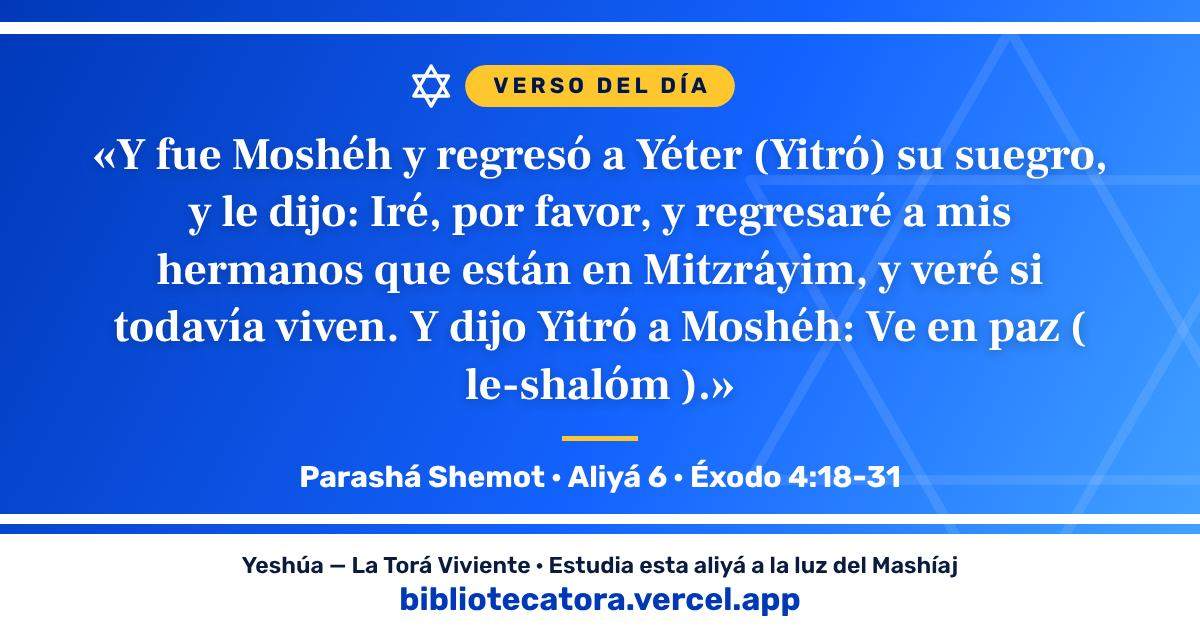 VERSO DEL DÍA
«Y fue Moshéh y regresó a Yéter (Yitró) su suegro,
y le dijo: Iré, por favor, y regresaré a mis
hermanos que están en Mitzráyim, y veré si
todavía viven. Y dijo Yitró a Moshéh: Ve en paz (
le-shalóm ).»
Parashá Shemot • Aliyá 6 • Éxodo 4:18-31
Yeshúa — La Torá Viviente • Estudia esta aliyá a la luz del Mashíaj
bibliotecatora.vercel.app